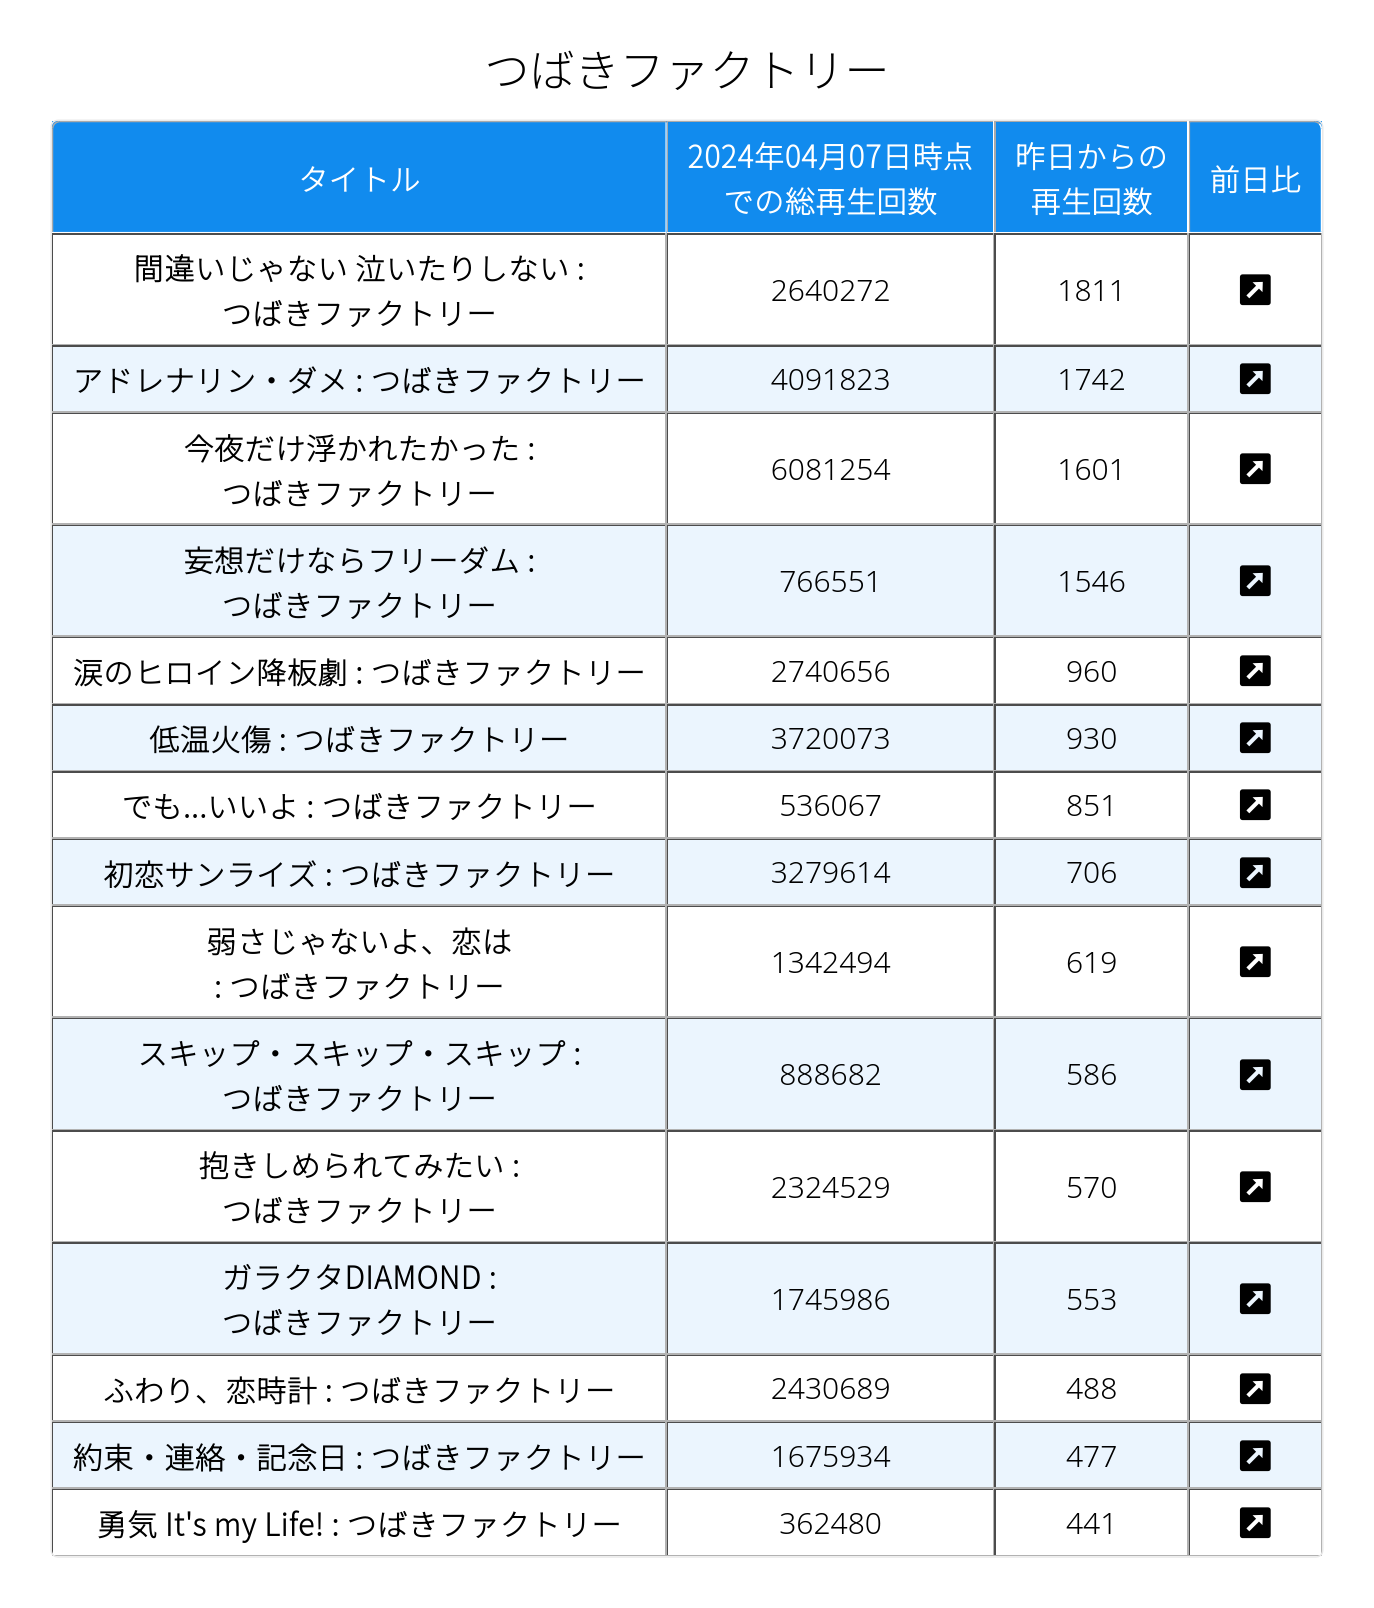 つばきファクトリー
タイトル
2024年04月07日時点
での総再生回数
昨日からの
再生回数
前日比
間違いじゃない 泣いたりしない :
つばきファクトリー
2640272
1811
アドレナリン・ダメ : つばきファクトリー
4091823
1742
今夜だけ浮かれたかった :
つばきファクトリー
6081254
1601
妄想だけならフリーダム :
つばきファクトリー
766551
1546
涙のヒロイン降板劇 : つばきファクトリー
2740656
960
低温火傷 : つばきファクトリー
3720073
930
でも...いいよ : つばきファクトリー
536067
851
初恋サンライズ : つばきファクトリー
3279614
706
弱さじゃないよ、恋は
: つばきファクトリー
1342494
619
スキップ・スキップ・スキップ :
つばきファクトリー
888682
586
抱きしめられてみたい :
つばきファクトリー
2324529
570
ガラクタDIAMOND :
つばきファクトリー
1745986
553
ふわり、恋時計 : つばきファクトリー
2430689
488
約束・連絡・記念日 : つばきファクトリー
1675934
477
勇気 It's my Life! : つばきファクトリー
362480
441